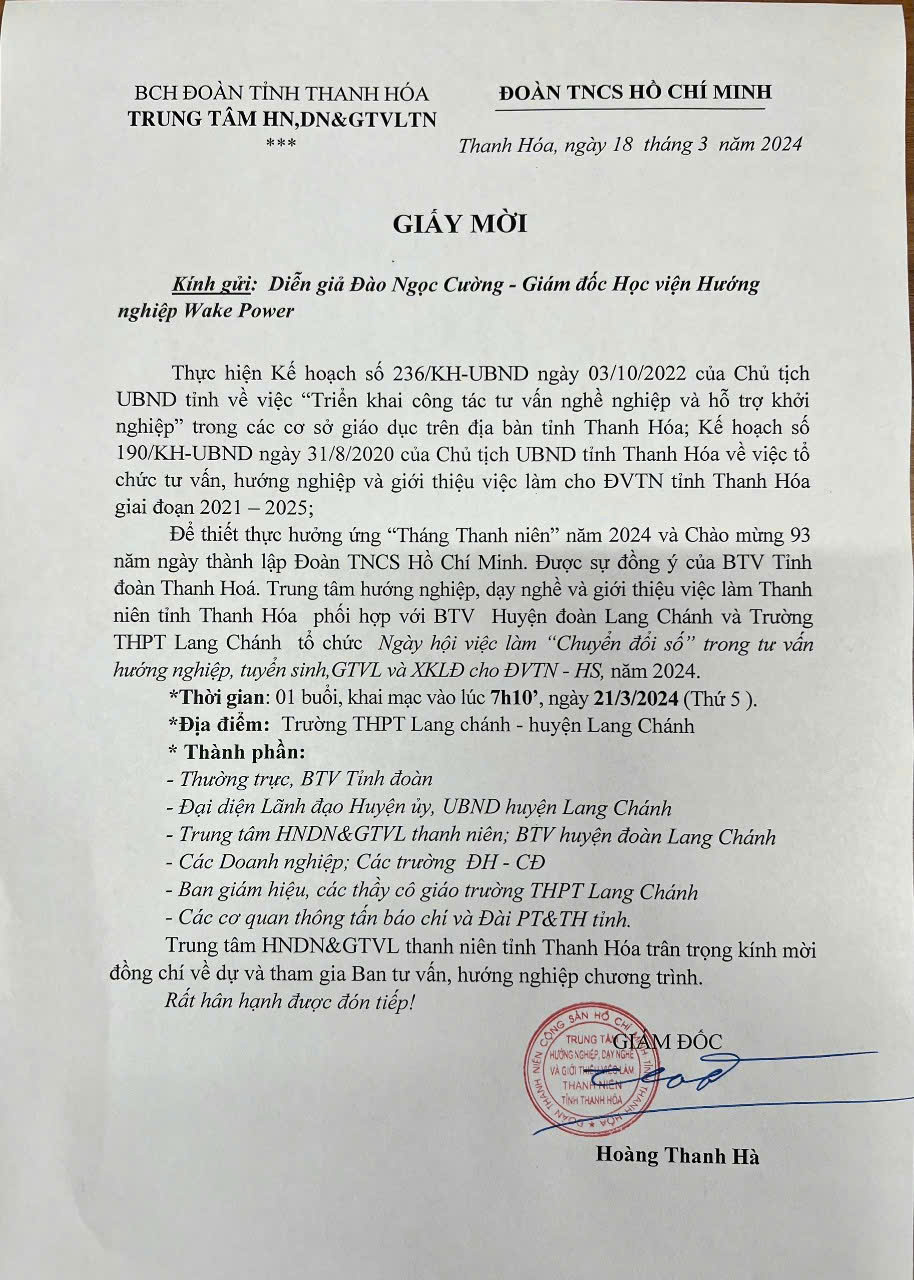 BCH ĐOÀN TỈNH THANH HÓA
TRUNG TÂM HN,DN&GTVLTN
***
ĐOÀN TNCS HỒ CHÍ MINH
Thanh Hóa, ngày 18 tháng 3 năm 2024
GIẤY MỜI
Kính gửi: Diễn giả Đào Ngọc Cường - Giám đốc Học viện Hướng
nghiệp Wake Power
Thực hiện Kế hoạch số 236/KH-UBND ngày 03/10/2022 của Chủ tịch
UBND tỉnh về việc “Triển khai công tác tư vấn nghề nghiệp và hỗ trợ khởi
nghiệp” trong các cơ sở giáo dục trên địa bàn tỉnh Thanh Hóa; Kế hoạch số
190/KH-UBND ngày 31/8/2020 của Chủ tịch UBND tỉnh Thanh Hóa về việc tổ
chức tư vấn, hướng nghiệp và giới thiệu việc làm cho ĐVTN tỉnh Thanh Hóa
giai đoạn 2021 – 2025;
Để thiết thực hưởng ứng “Tháng Thanh niên” năm 2024 và Chào mừng 93
năm ngày thành lập Đoàn TNCS Hồ Chí Minh. Được sự đồng ý của BTV Tỉnh
đoàn Thanh Hoá. Trung tâm hướng nghiệp, dạy nghề và giới thiệu việc làm Thanh
niên tỉnh Thanh Hóa phối hợp với BTV Huyện đoàn Lang Chánh và Trường
THPT Lang Chánh tổ chức Ngày hội việc làm “Chuyển đổi số” trong tư vấn
hướng nghiệp, tuyển sinh,GTVL và XKLĐ cho ĐVTN - HS, năm 2024.
*Thời gian: 01 buổi, khai mạc vào lúc 7h10’, ngày 21/3/2024 (Thứ 5 ).
*Địa điểm: Trường THPT Lang chánh - huyện Lang Chánh
* Thành phần:
- Thường trực, BTV Tỉnh đoàn
- Đại diện Lãnh đạo Huyện ủy, UBND huyện Lang Chánh
- Trung tâm HNDN&GTVL thanh niên; BTV huyện đoàn Lang Chánh
- Các Doanh nghiệp; Các trường ĐH - CĐ
- Ban giám hiệu, các thầy cô giáo trường THPT Lang Chánh
- Các cơ quan thông tấn báo chí và Đài PT&TH tỉnh.
Trung tâm HNDN&GTVL thanh niên tỉnh Thanh Hóa trân trọng kính mời
đồng chí về dự và tham gia Ban tư vấn, hướng nghiệp chương trình.
Rất hân hạnh được đón tiếp!
GIÁM ĐỐC
ĐOÀN THANH NIÊN CỘNG SẢN HỒ CHÍ MINH TỈNH THANH HÓA
TRUNG TÂM
HƯỚNG NGHIỆP, DẠY NGHỀ
VÀ GIỚI THIỆU VIỆC LÀM
THANH NIÊN
TỈNH THANH HÓA
Hoàng Thanh Hà